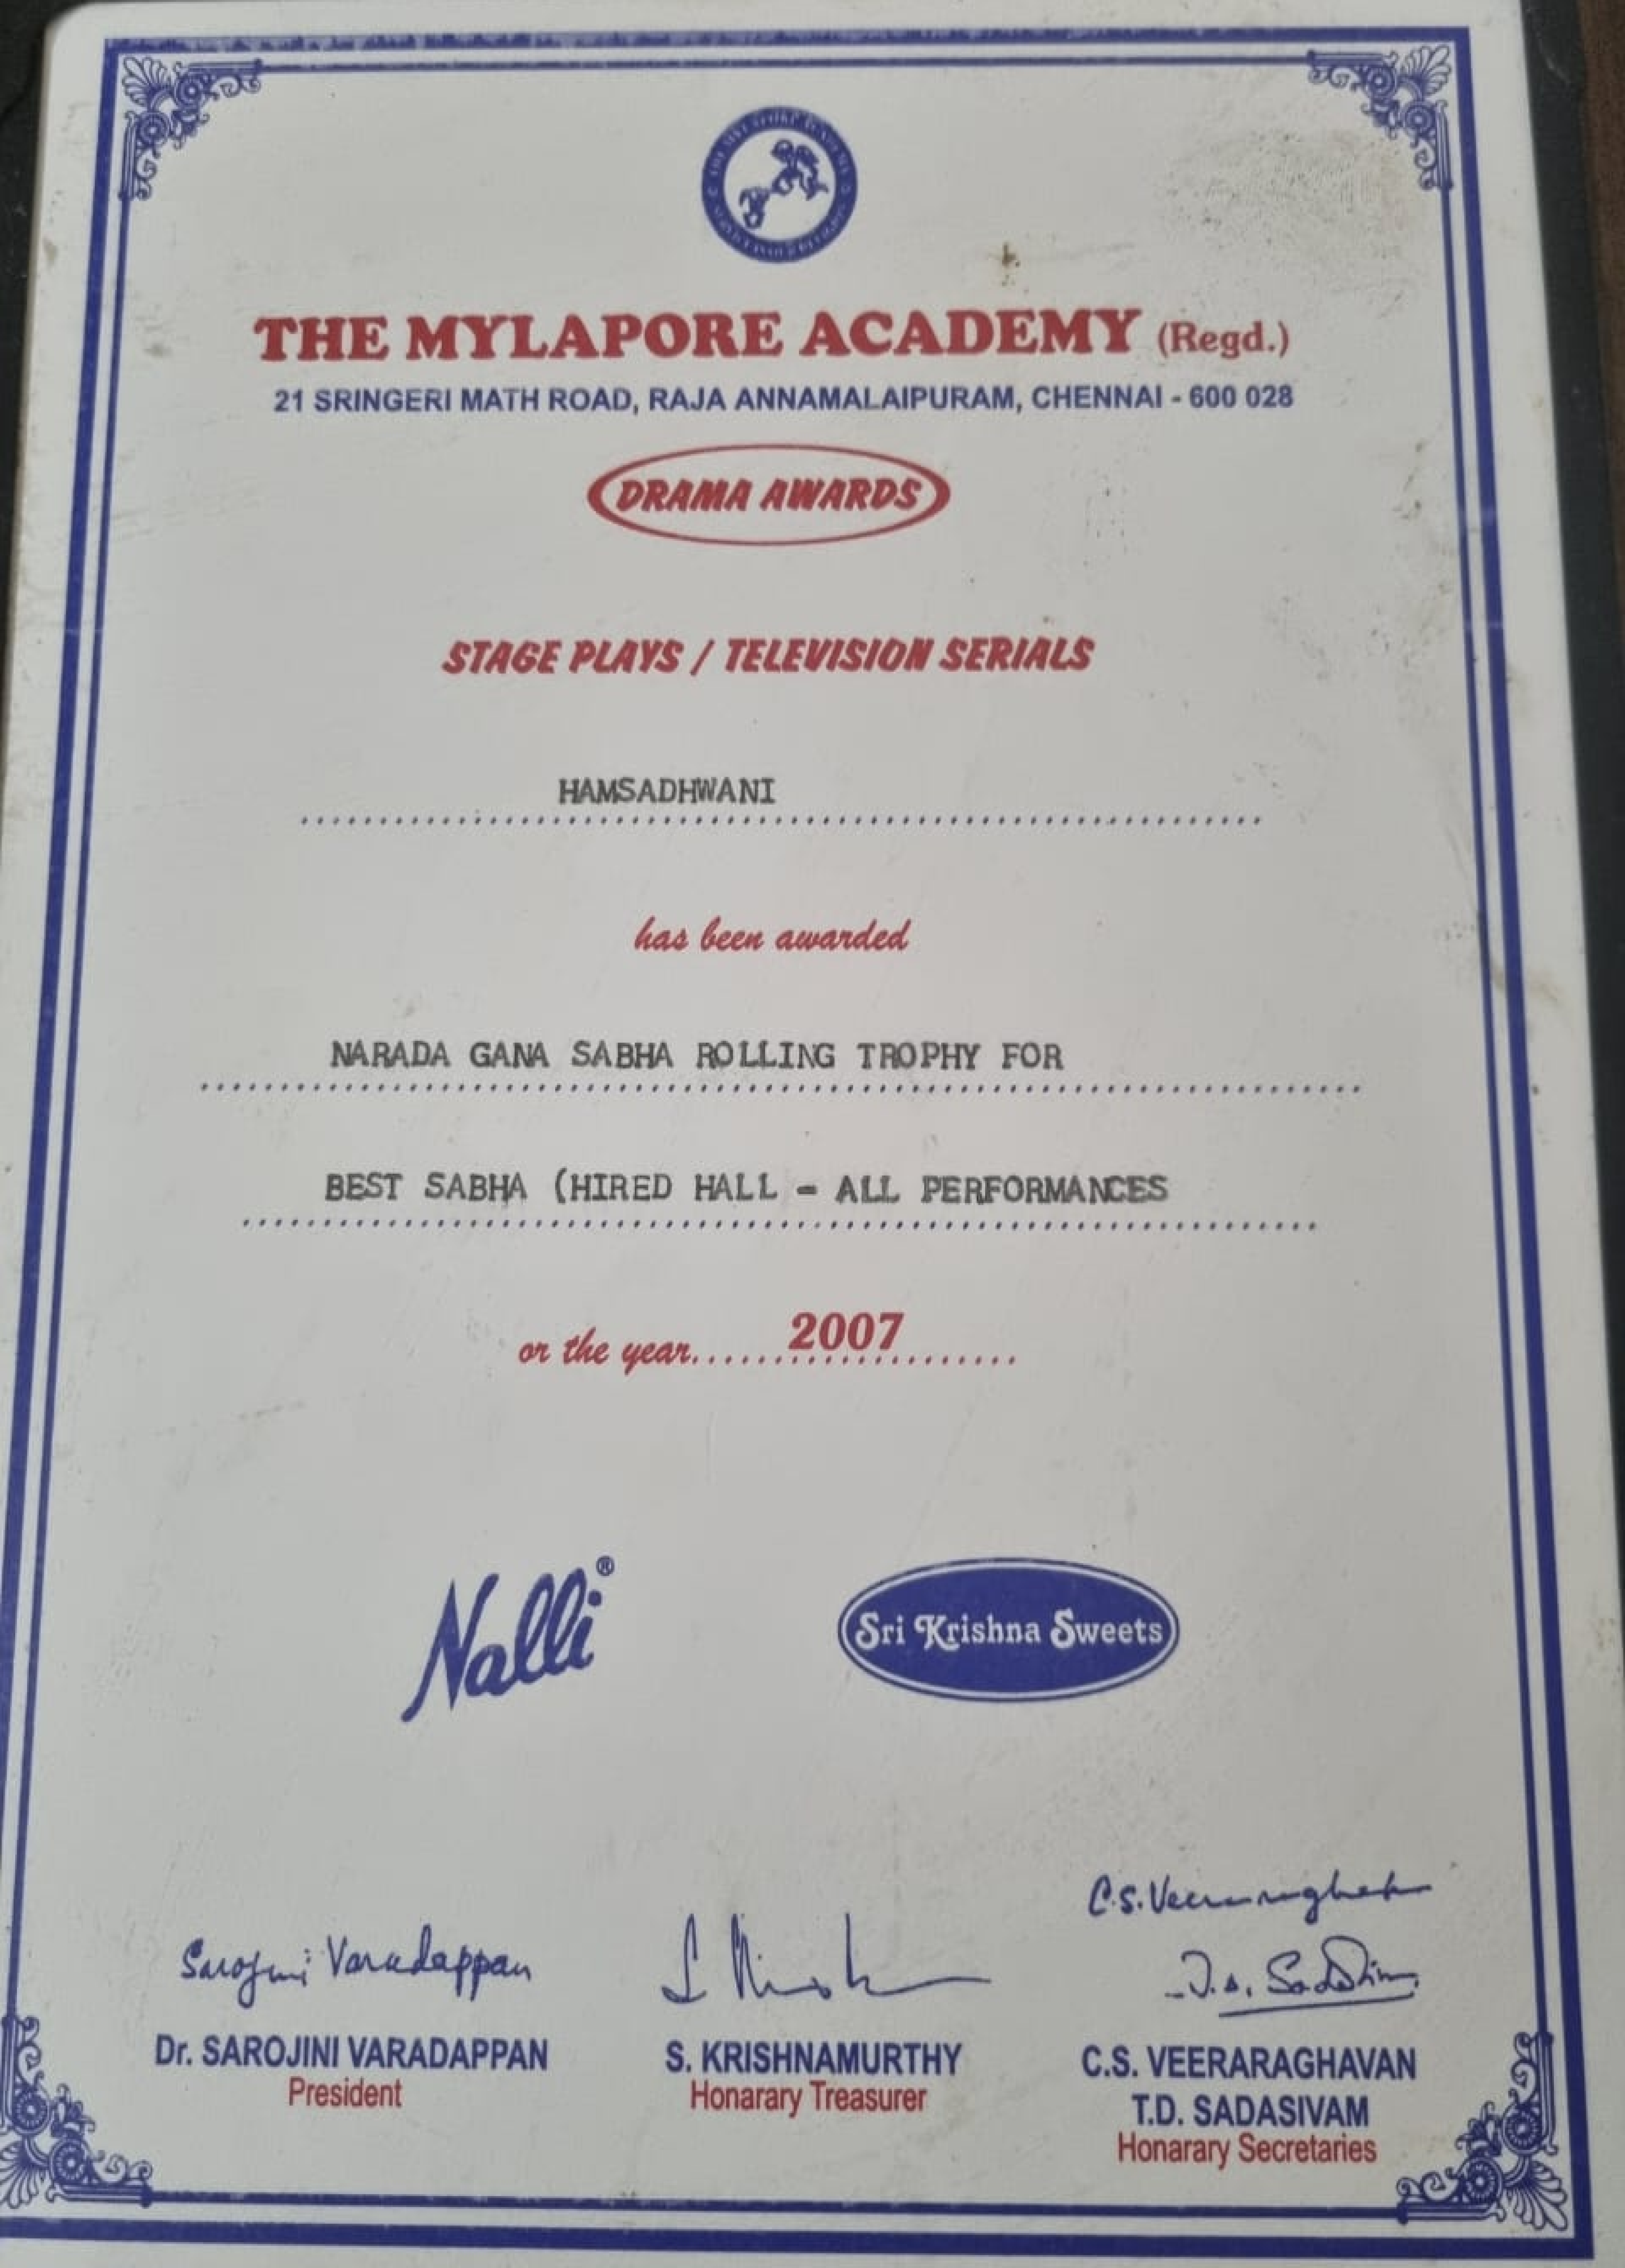 THE MYLAPORE ACADEMY (Regd.)
21 SRINGERI MATH ROAD, RAJA ANNAMALAIPURAM, CHENNAI - 600 028
DRAMA AWARDS
STAGE PLAYS / TELEVISION SERIALS
HAMSADHWANI
has been awarded
NARADA GANA SABHA ROLLING TROPHY FOR
BEST SABHA (HIRED HALL - ALL PERFORMANCES
or the year...... 2007
Nalli®
Sri Krishna Sweets
C.S. Veeraraghavan
Sarojini Varadappan
T.D. Sadasivam
Dr. SAROJINI VARADAPPAN
President
S. KRISHNAMURTHY
Honarary Treasurer
C.S. VEERARAGHAVAN
T.D. SADASIVAM
Honarary Secretaries